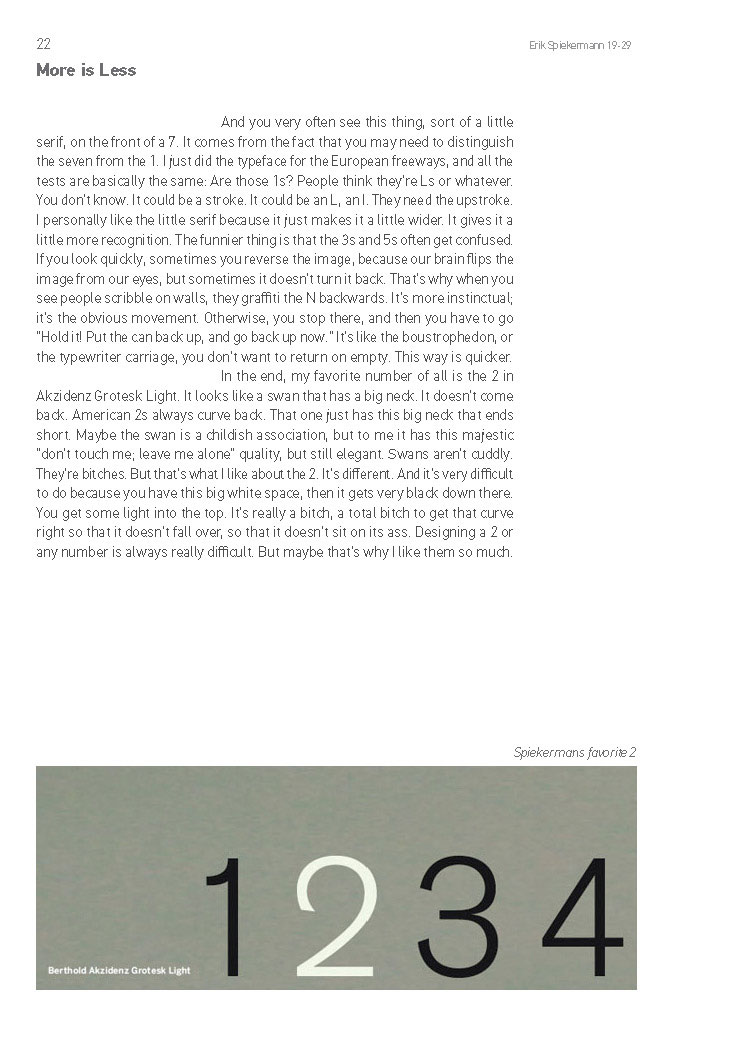 22
Erik Spiekermann 19-29
More is Less
And you very often see this thing, sort of a little
serif, on the front of a 7. It comes from the fact that you may need to distinguish
the seven from the 1. I just did the typeface for the European freeways, and all the
tests are basically the same: Are those 1s? People think they're Ls or whatever.
You don't know. It could be a stroke. It could be an L, an I. They need the upstroke.
I personally like the little serif because it just makes it a little wider. It gives it a
little more recognition. The funnier thing is that the 3s and 5s often get confused.
If you look quickly, sometimes you reverse the image, because our brain flips the
image from our eyes, but sometimes it doesn't turn it back. That's why when you
see people scribble on walls, they graffiti the N backwards. It's more instinctual;
it's the obvious movement. Otherwise, you stop there, and then you have to go
"Hold it! Put the can back up, and go back up now." It's like the boustrophedon, or
the typewriter carriage, you don't want to return on empty. This way is quicker.
In the end, my favorite number of all is the 2 in
Akzidenz Grotesk Light. It looks like a swan that has a big neck. It doesn't come
back. American 2s always curve back. That one just has this big neck that ends
short. Maybe the swan is a childish association, but to me it has this majestic
"don't touch me; leave me alone" quality, but still elegant. Swans aren't cuddly.
They're bitches. But that's what I like about the 2. It's different. And it's very difficult
to do because you have this big white space, then it gets very black down there.
You get some light into the top. It's really a bitch, a total bitch to get that curve
right so that it doesn't fall over, so that it doesn't sit on its ass. Designing a 2 or
any number is always really difficult. But maybe that's why I like them so much.
Spiekermans favorite 2
1 2 3 4
Berthold Akzidenz Grotesk Light